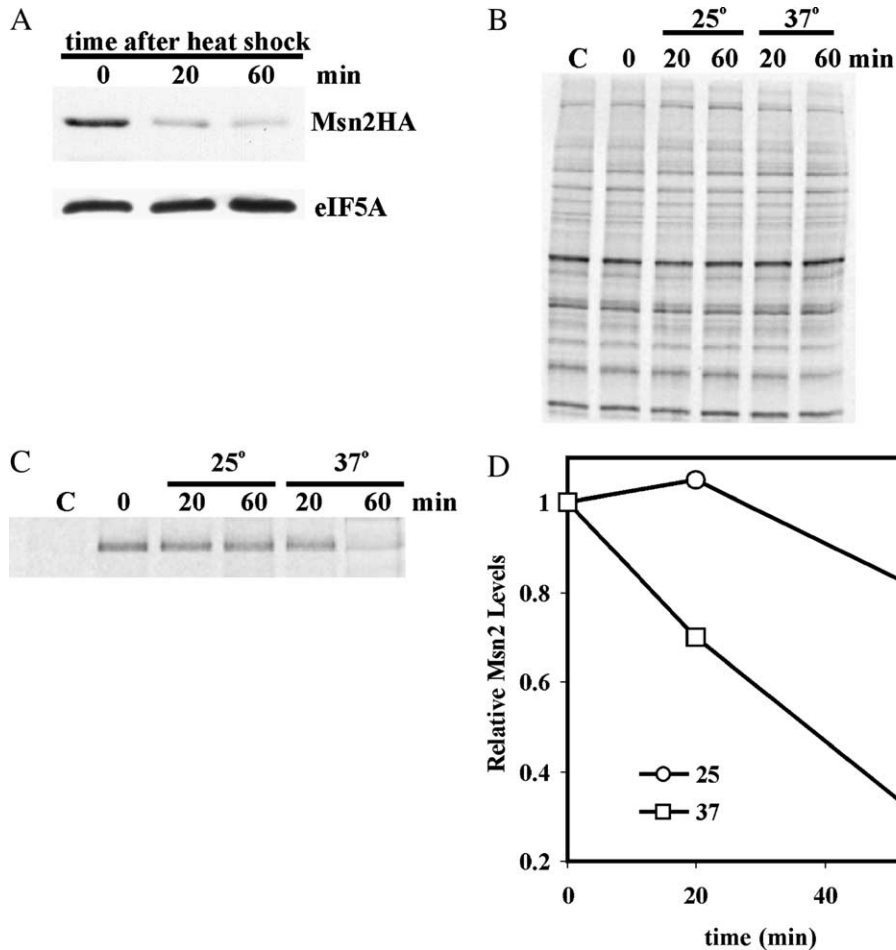 A
time after heat shock
0 20 60 min
Msn2HA
eIF5A
B
25° 37°
C 0 20 60 20 60
C
25° 37°
C 0 20 60 20 60 min
D
Relative Msn2 Levels
1
0.8
0.6
0.4
0.2
25
37
0 20 40
time (min)